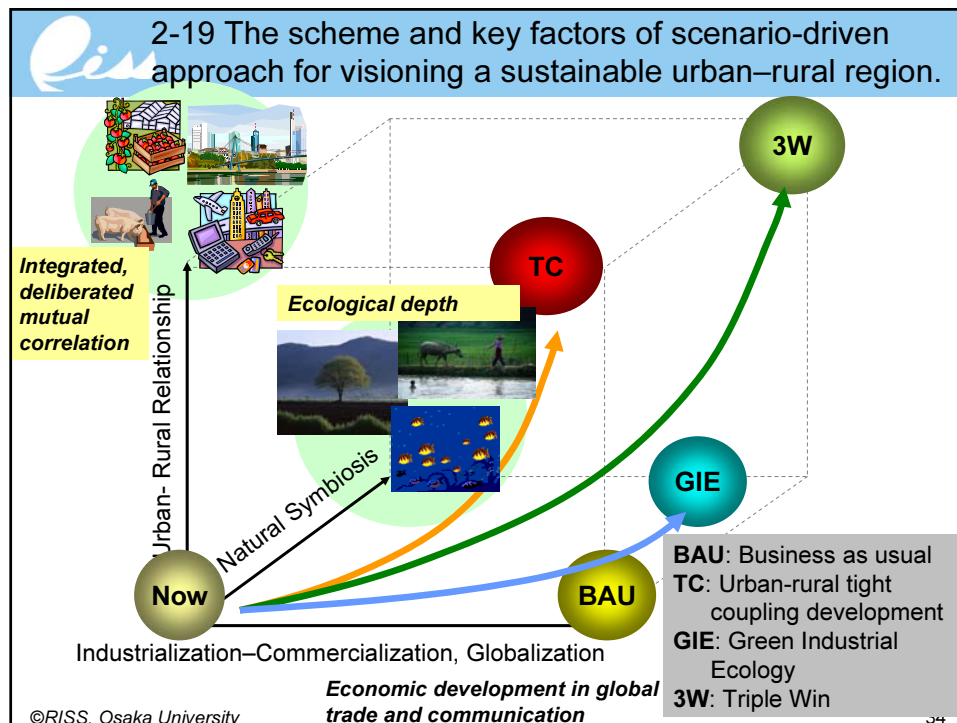 Riss
2-19 The scheme and key factors of scenario-driven
approach for visioning a sustainable urban–rural region.
3W
TC
Integrated,
deliberated
mutual
correlation
Ecological depth
Urban- Rural Relationship
Natural Symbiosis
GIE
Now
BAU
BAU: Business as usual
TC: Urban-rural tight
coupling development
GIE: Green Industrial
Ecology
3W: Triple Win
Industrialization–Commercialization, Globalization
Economic development in global
trade and communication
©RISS, Osaka University
34